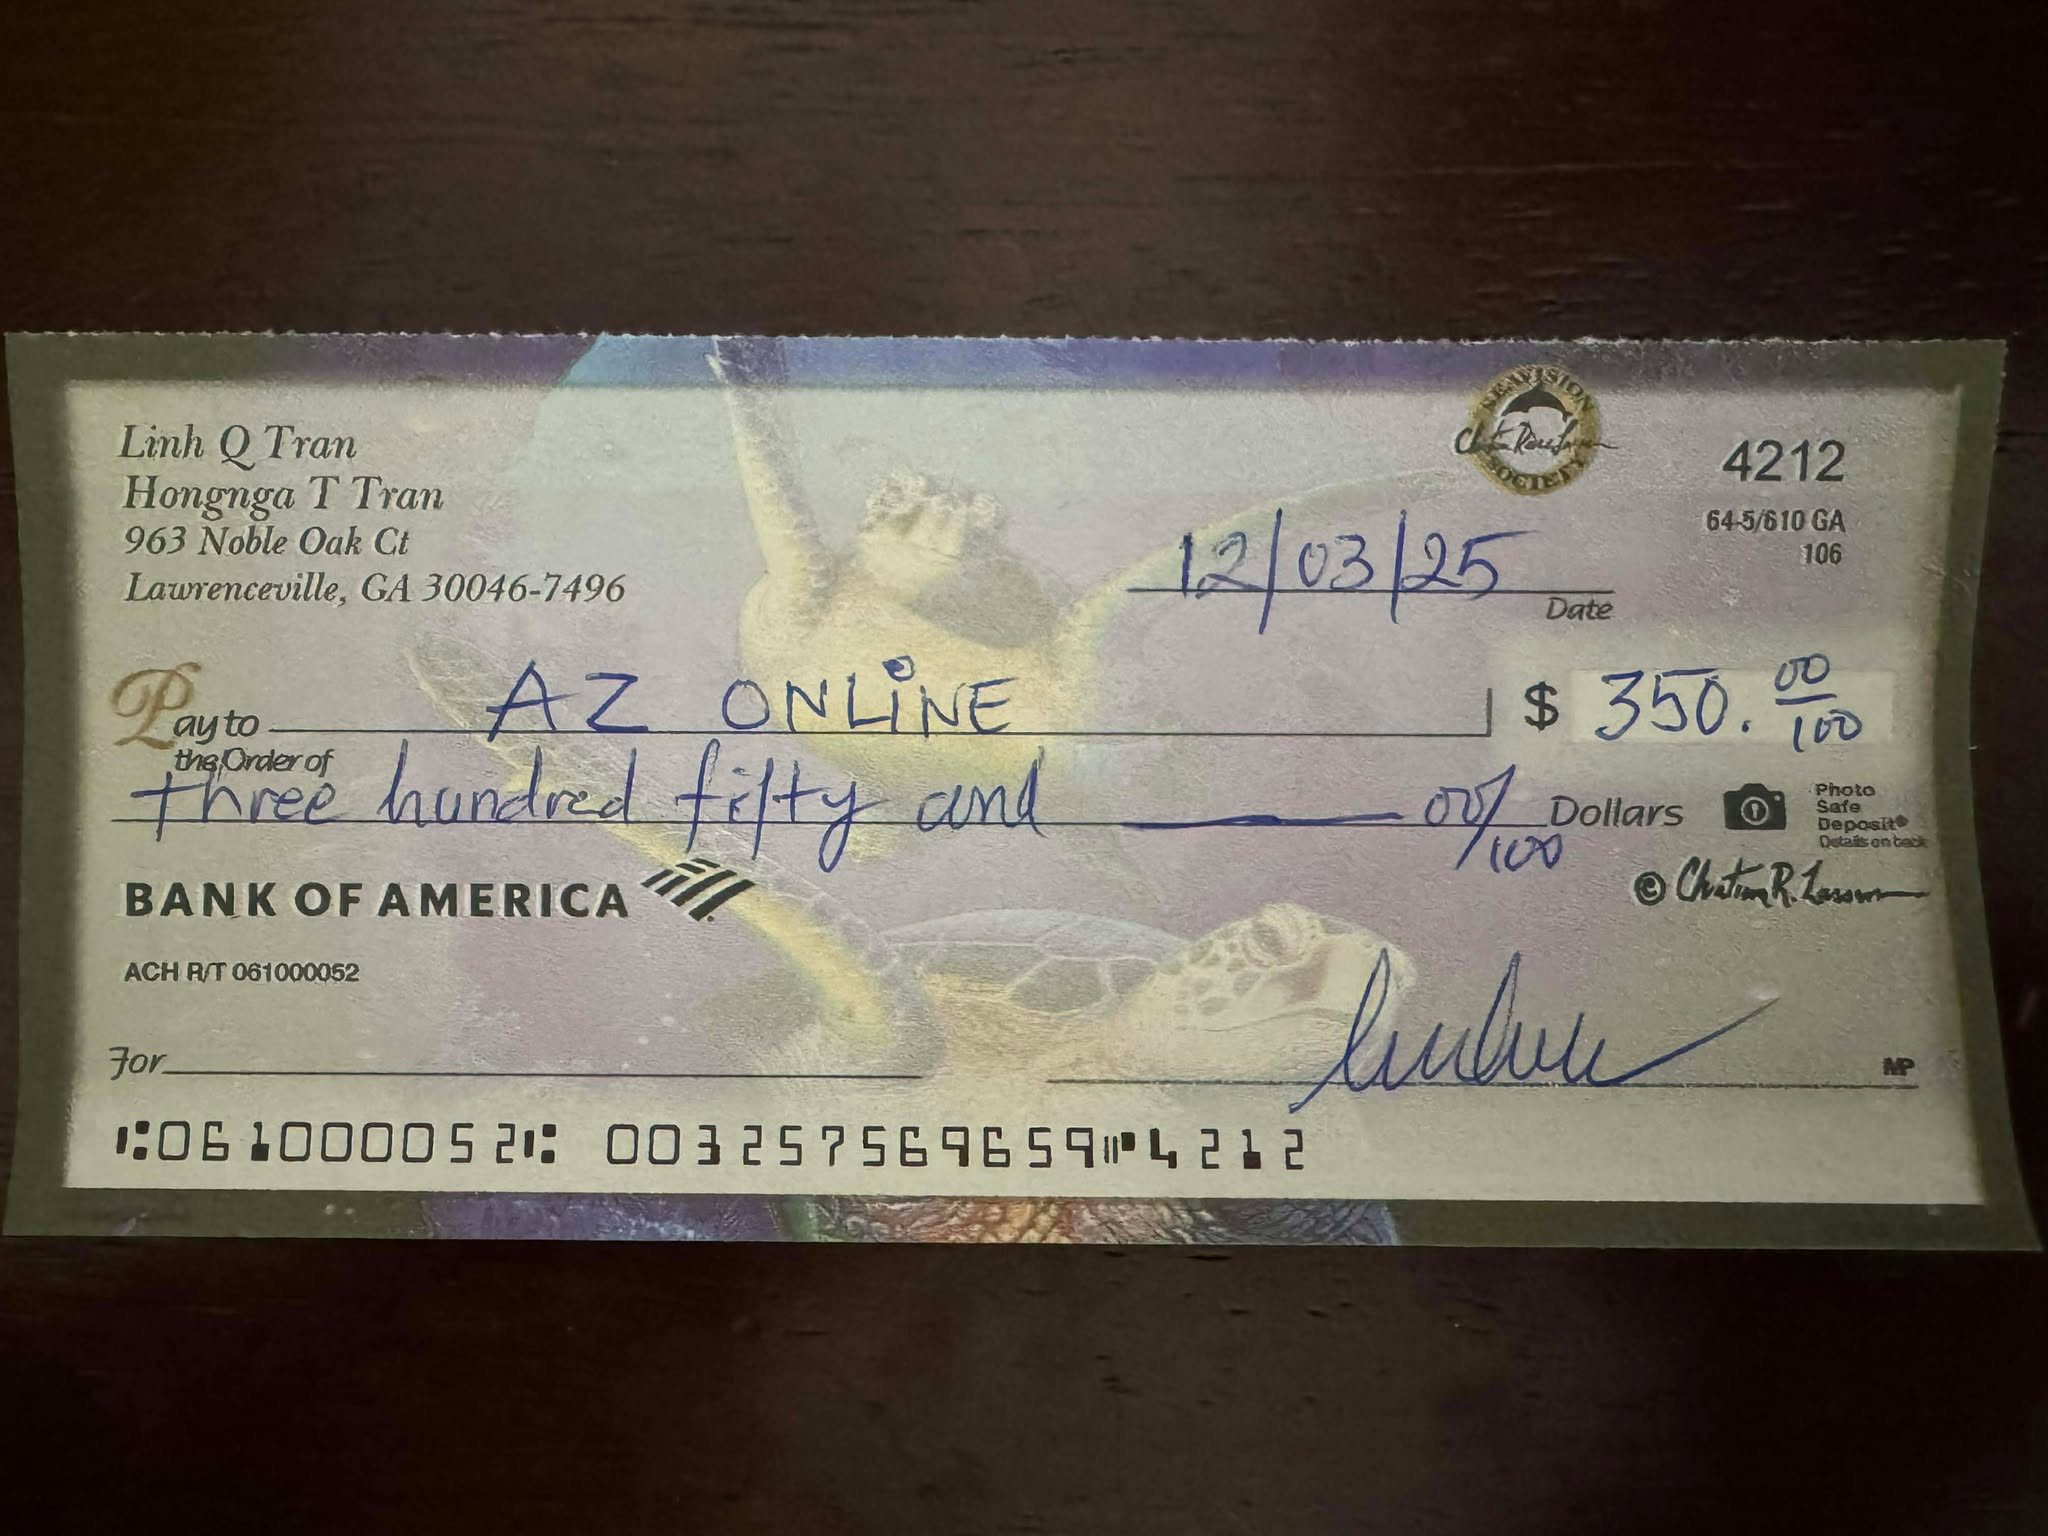 Linh Q Tran
Hongnga T Tran
963 Noble Oak Ct
Lawrenceville, GA 30046-7496
SEAVISION
SOCIETY
4212
64-5/610 GA
106
12/03/25
Date
Pay to the Order of AZ ONLiNE $ 350. 00/100
three hundred fifty and 00/100 Dollars
Photo
Safe
Deposit®
Details on back
BANK OF AMERICA
©
ACH R/T 061000052
For
MP
⑆061000052⑆ 003257569659⑈4212